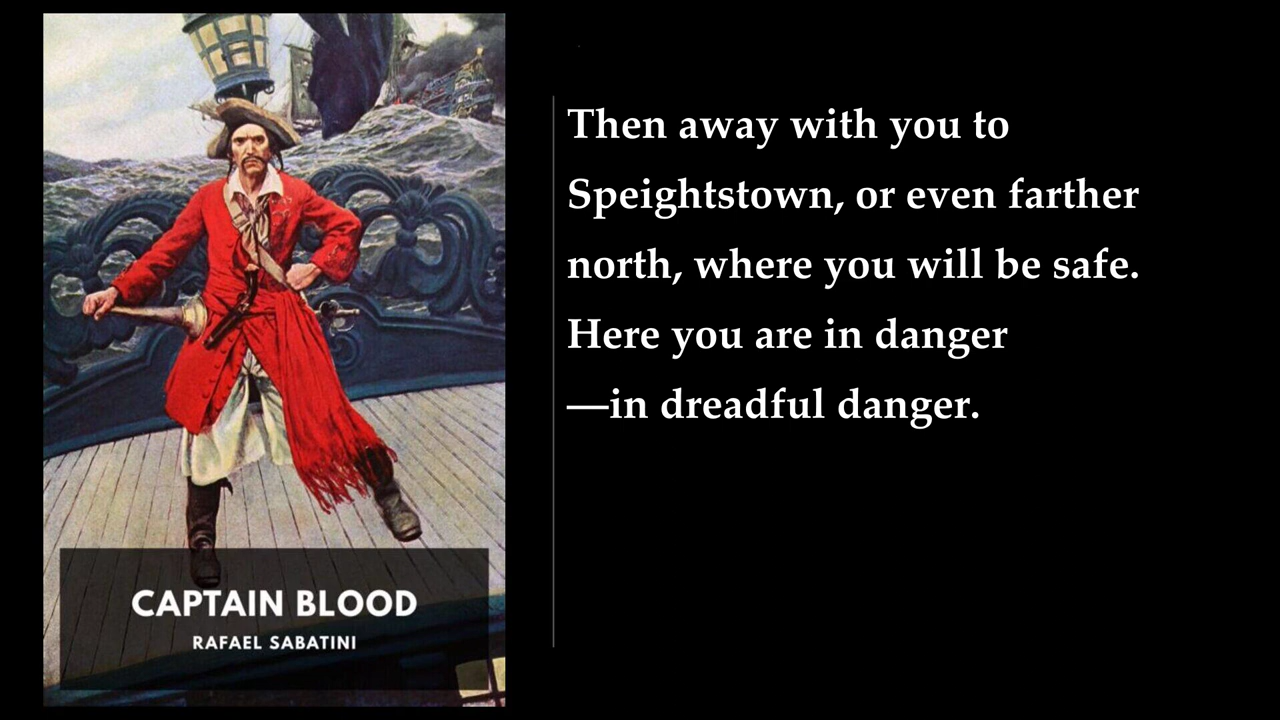 CAPTAIN BLOOD
RAFAEL SABATINI
Then away with you to
Speightstown, or even farther
north, where you will be safe.
Here you are in danger
—in dreadful danger.